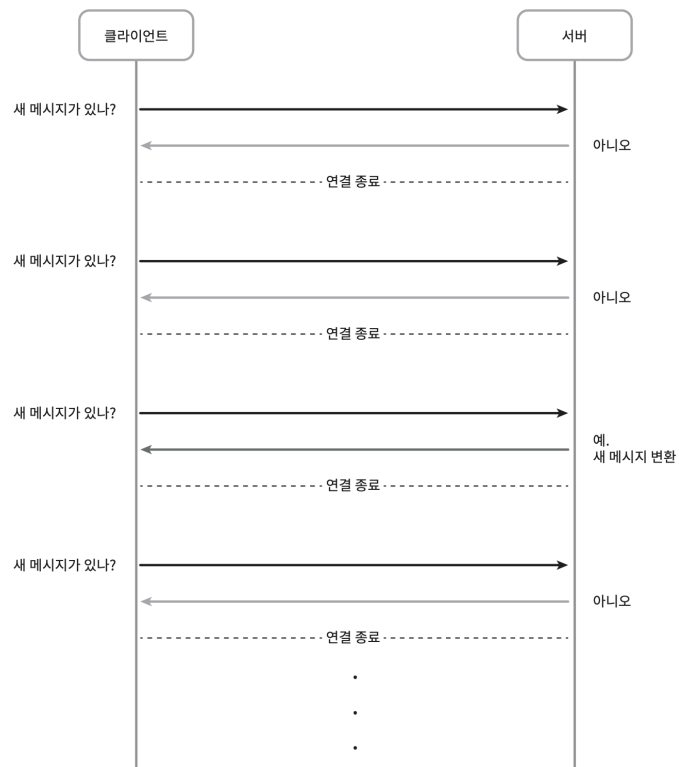 클라이언트
서버
새 메시지가 있나?
아니오
연결 종료
새 메시지가 있나?
아니오
연결 종료
새 메시지가 있나?
예.
새 메시지 변환
연결 종료
새 메시지가 있나?
아니오
연결 종료